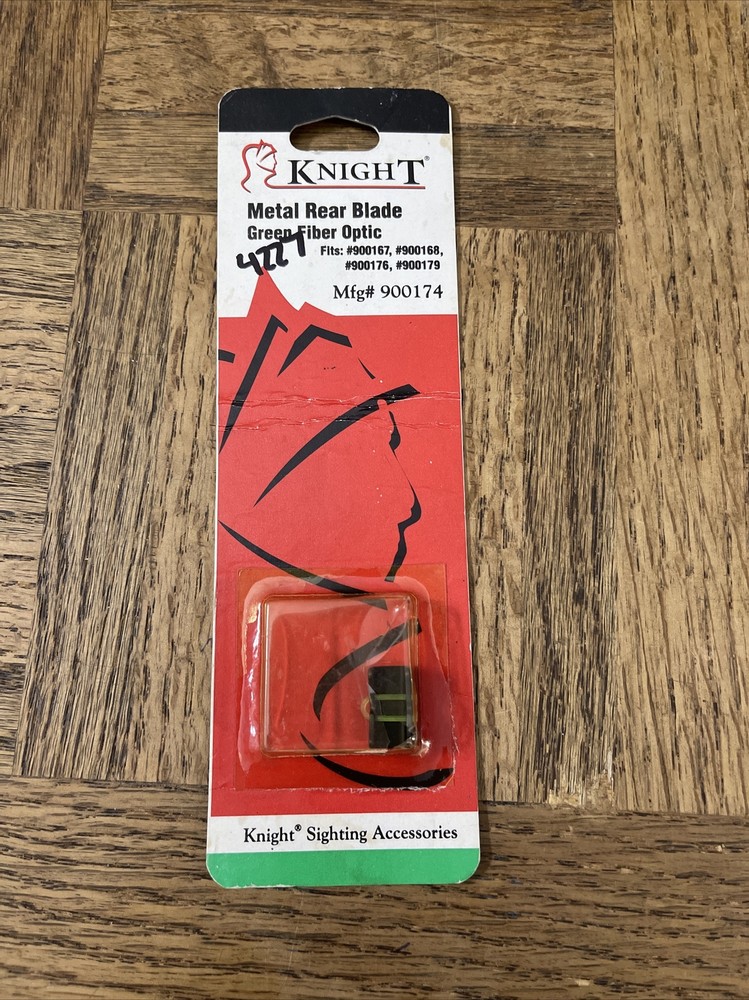 KNIGHT®
Metal Rear Blade
Green Fiber Optic
4227
Fits: #900167, #900168,
#900176, #900179
Mfg# 900174
Knight® Sighting Accessories